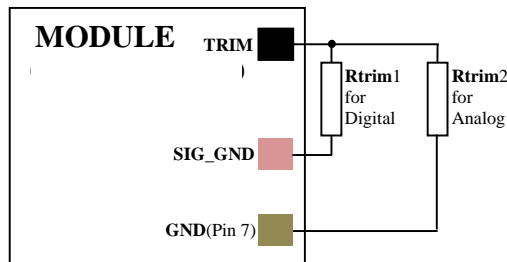 MODULE
TRIM
Rtrim1
for
Digital
Rtrim2
for
Analog
SIG_GND
GND(Pin 7)